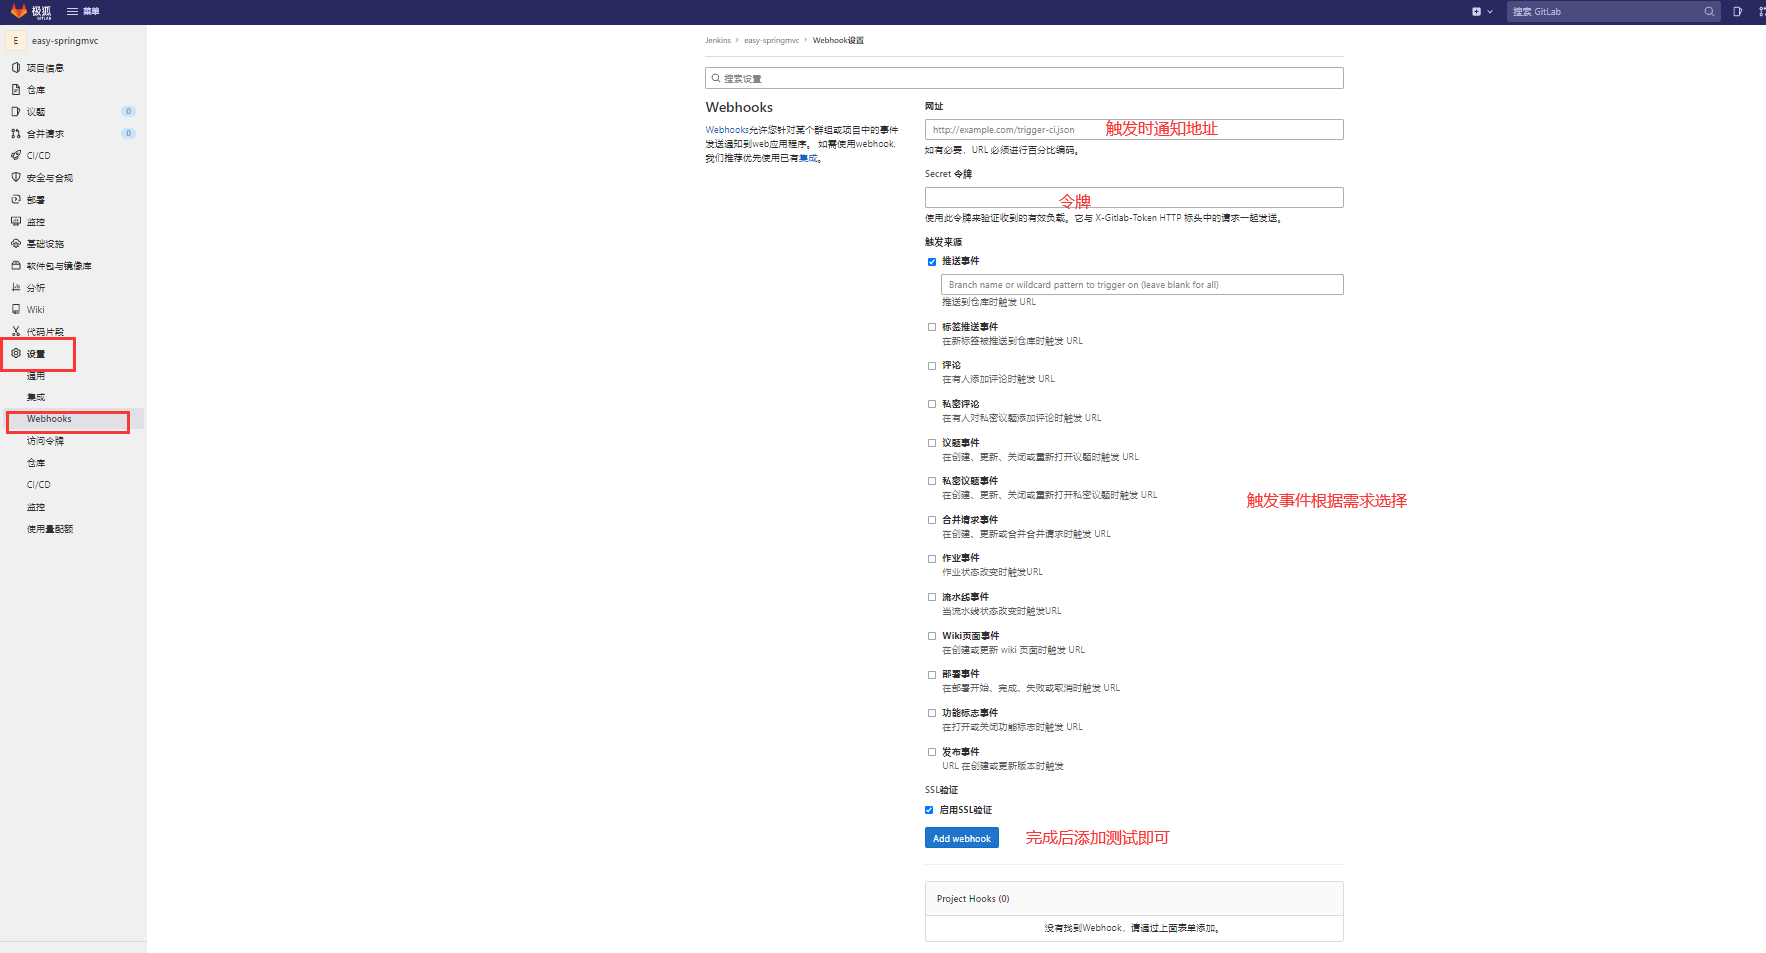 极狐
GITLAB
菜单
搜索 GitLab
E easy-springmvc
项目信息
仓库
议题 0
合并请求 0
CI/CD
安全与合规
部署
监控
基础设施
软件包与镜像库
分析
Wiki
代码片段
设置
通用
集成
Webhooks
访问令牌
仓库
CI/CD
监控
使用量配额
Jenkins > easy-springmvc > Webhook设置
搜索设置
Webhooks
Webhooks允许您针对某个群组或项目中的事件
发送通知到web应用程序。 如需使用webhook,
我们推荐优先使用已有集成。
网址
http://example.com/trigger-ci.json
触发时通知地址
如有必要，URL 必须进行百分比编码。
Secret 令牌
令牌
使用此令牌来验证收到的有效负载。它与 X-Gitlab-Token HTTP 标头中的请求一起发送。
触发来源
推送事件
Branch name or wildcard pattern to trigger on (leave blank for all)
推送到仓库时触发 URL
标签推送事件
在新标签被推送到仓库时触发 URL
评论
在有人添加评论时触发 URL
私密评论
在有人对私密议题添加评论时触发 URL
议题事件
在创建、更新、关闭或重新打开议题时触发 URL
私密议题事件
在创建、更新、关闭或重新打开私密议题时触发 URL
触发事件根据需求选择
合并请求事件
在创建、更新或合并合并请求时触发 URL
作业事件
作业状态改变时触发URL
流水线事件
当流水线状态改变时触发URL
Wiki页面事件
在创建或更新 wiki 页面时触发 URL
部署事件
在部署开始、完成、失败或取消时触发 URL
功能标志事件
在打开或关闭功能标志时触发 URL
发布事件
URL 在创建或更新版本时触发
SSL验证
启用SSL验证
Add webhook
完成后添加测试即可
Project Hooks (0)
没有找到Webhook，请通过上面表单添加。